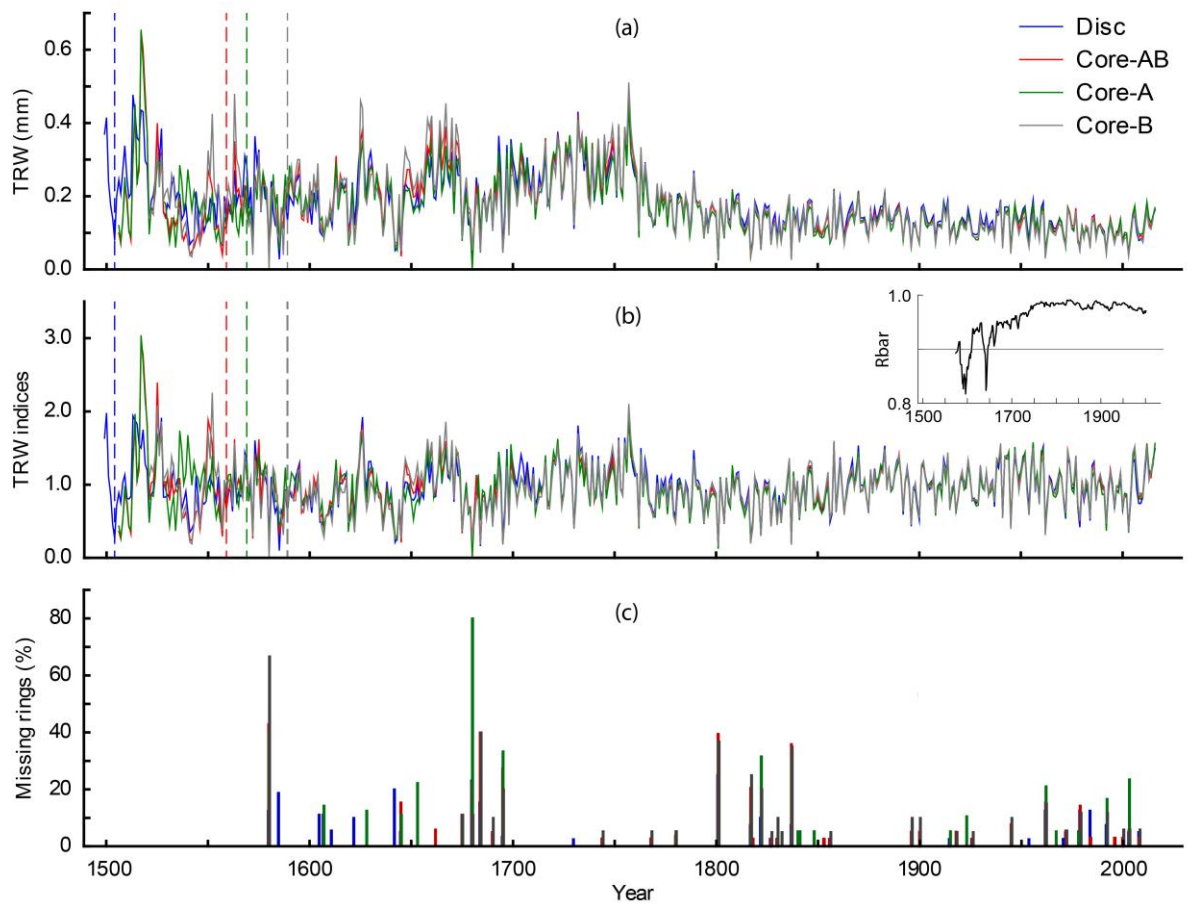 (a)
Disc
Core-AB
Core-A
Core-B
TRW (mm)
0.6
0.4
0.2
0.0
(b)
TRW indices
3.0
2.0
1.0
0.0
Rbar
1.0
0.8
1500 1700 1900
(c)
Missing rings (%)
80
60
40
20
0
1500 1600 1700 1800 1900 2000
Year